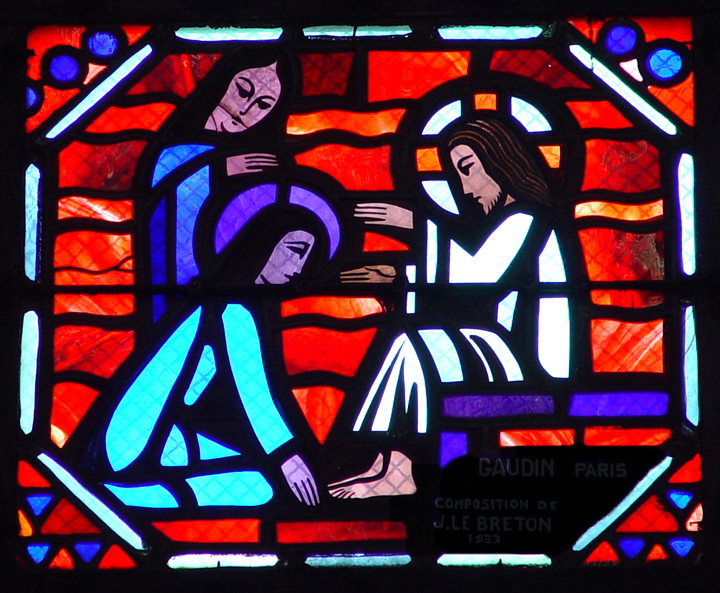 GAUDIN PARIS
COMPOSITION DE
J. LE BRETON
1933